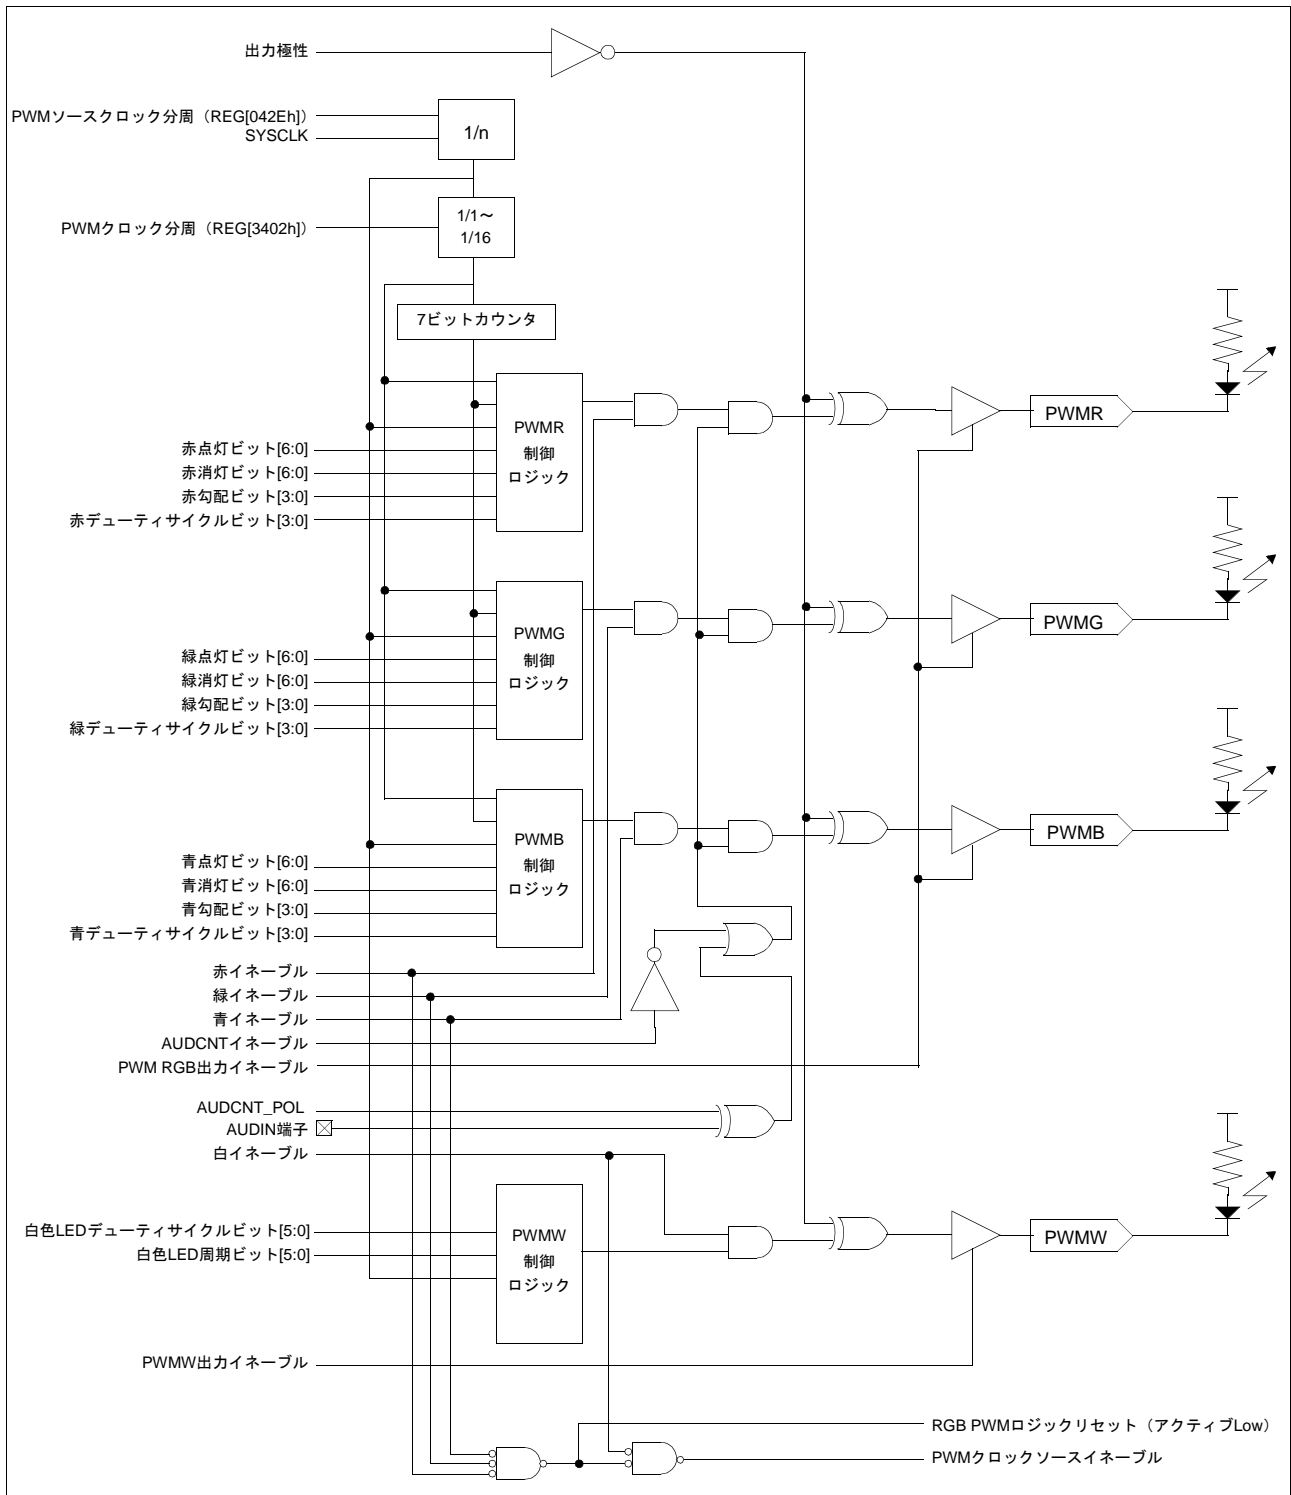 出力極性
PWMソースクロック分周（REG[042Eh]）
SYSCLK
1/n
PWMクロック分周（REG[3402h]）
1/1～
1/16
7ビットカウンタ
PWMR
制御
ロジック
赤点灯ビット[6:0]
赤消灯ビット[6:0]
赤勾配ビット[3:0]
赤デューティサイクルビット[3:0]
PWMR
PWMG
制御
ロジック
緑点灯ビット[6:0]
緑消灯ビット[6:0]
緑勾配ビット[3:0]
緑デューティサイクルビット[3:0]
PWMG
PWMB
制御
ロジック
青点灯ビット[6:0]
青消灯ビット[6:0]
青勾配ビット[3:0]
青デューティサイクルビット[3:0]
PWMB
赤イネーブル
緑イネーブル
青イネーブル
AUDCNTイネーブル
PWM RGB出力イネーブル
AUDCNT_POL
AUDIN端子
白イネーブル
白色LEDデューティサイクルビット[5:0]
白色LED周期ビット[5:0]
PWMW
制御
ロジック
PWMW
PWMW出力イネーブル
RGB PWMロジックリセット（アクティブLow）
PWMクロックソースイネーブル